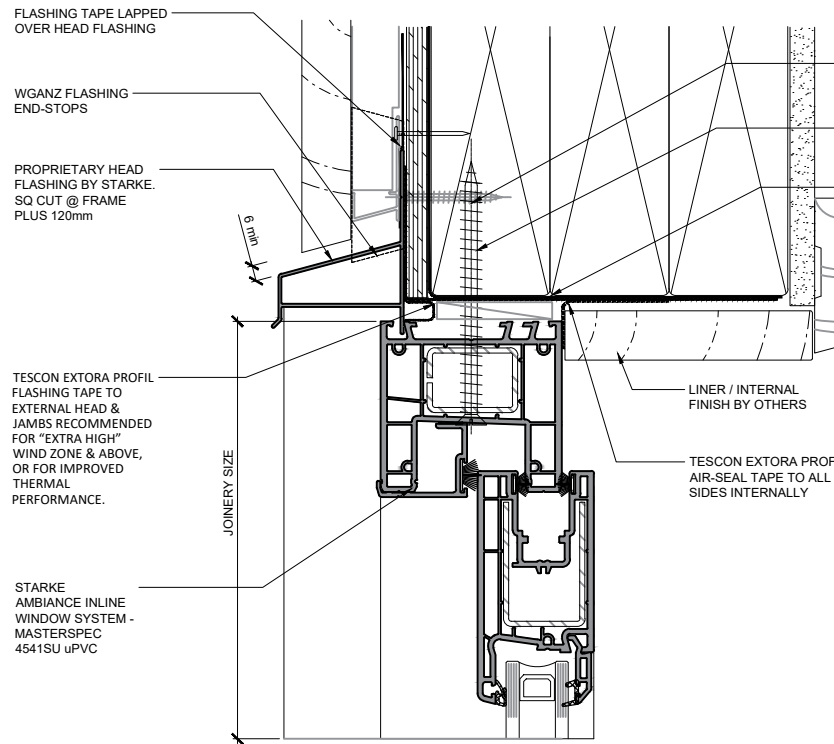 FLASHING TAPE LAPPED
OVER HEAD FLASHING
WGANZ FLASHING
END-STOPS
PROPRIETARY HEAD
FLASHING BY STARKE.
SQ CUT @ FRAME
PLUS 120mm
6 min
TESCON EXTORA PROFIL
FLASHING TAPE TO
EXTERNAL HEAD &
JAMBS RECOMMENDED
FOR “EXTRA HIGH”
WIND ZONE & ABOVE,
OR FOR IMPROVED
THERMAL
PERFORMANCE.
JOINERY SIZE
STARKE
AMBIANCE INLINE
WINDOW SYSTEM -
MASTERSPEC
4541SU uPVC
LINER / INTERNAL
FINISH BY OTHERS
TESCON EXTORA PROF
AIR-SEAL TAPE TO ALL
SIDES INTERNALLY